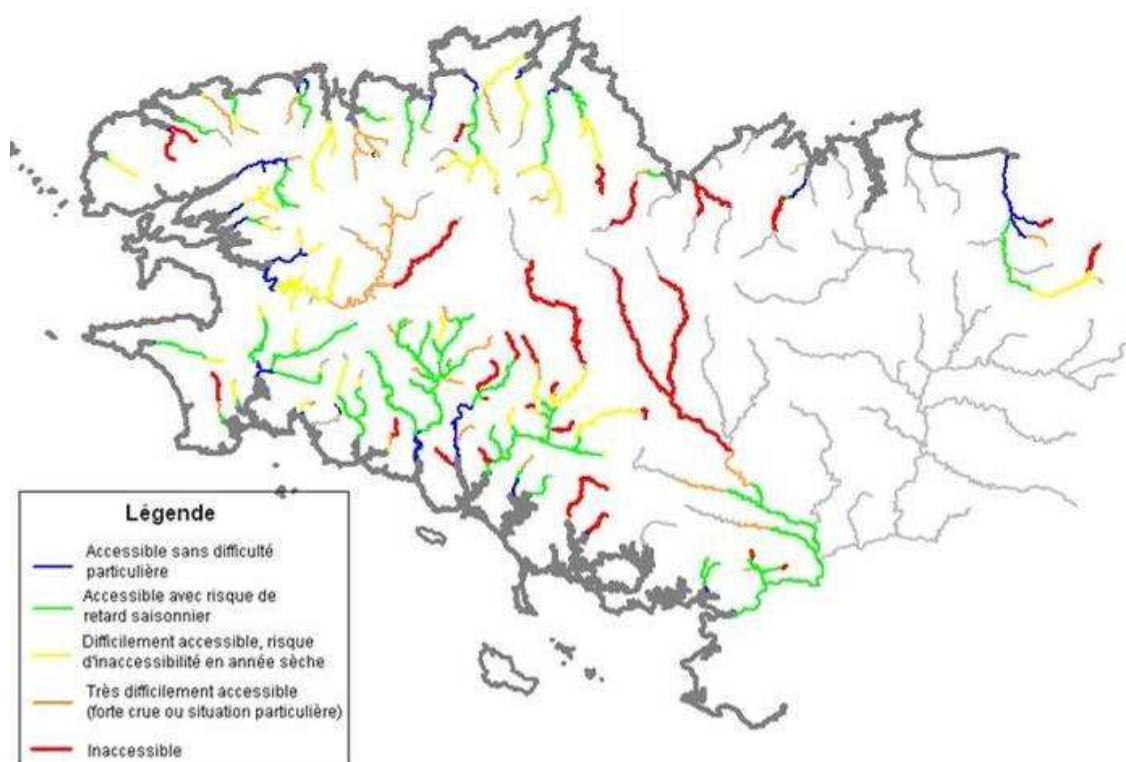 Légende
Accessible sans difficulté
particulière
Accessible avec risque de
retard saisonnier
Difficilement accessible, risque
d'inaccessibilité en année sèche
Très difficilement accessible
(forte crue ou situation particulière)
Inaccessible